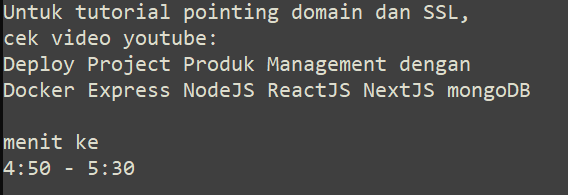 Untuk tutorial pointing domain dan SSL,
cek video youtube:
Deploy Project Produk Management dengan
Docker Express NodeJS ReactJS NextJS mongoDB
menit ke
4:50 - 5:30